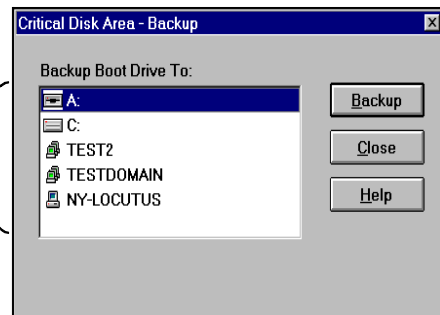 Critical Disk Area - Backup
Backup Boot Drive To:
A:
C:
TEST2
TESTDOMAIN
NY-LOCUTUS
Backup
Close
Help